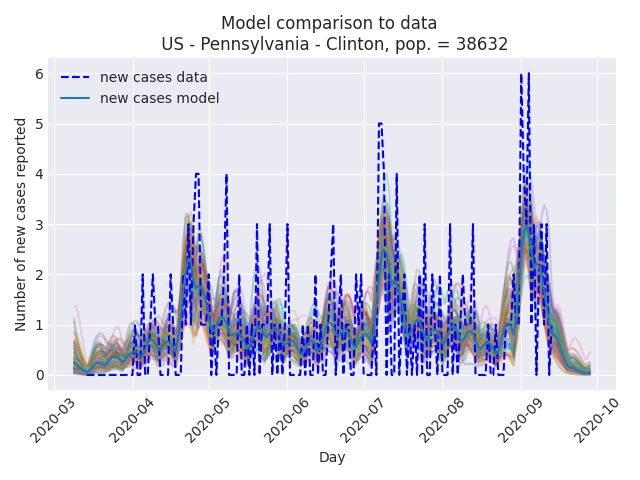 Model comparison to data
US - Pennsylvania - Clinton, pop. = 38632
new cases data
new cases model
Number of new cases reported
6
5
4
3
2
1
0
2020-03
2020-04
2020-05
2020-06
2020-07
2020-08
2020-09
2020-10
Day